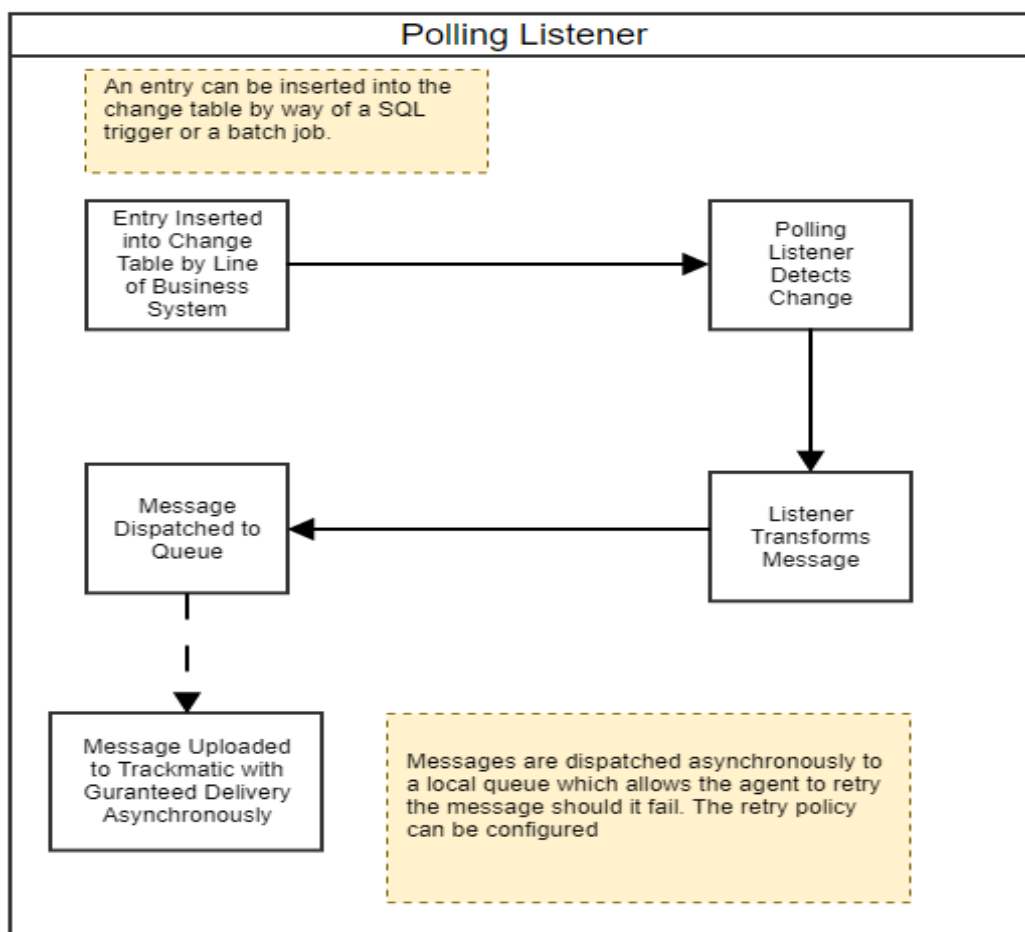 Polling Listener
An entry can be inserted into the
change table by way of a SQL
trigger or a batch job.
Entry Inserted
into Change
Table by Line
of Business
System
Polling
Listener
Detects
Change
Message
Dispatched to
Queue
Listener
Transforms
Message
Message Uploaded
to Trackmatic with
Guranteed Delivery
Asynchronously
Messages are dispatched asynchronously to
a local queue which allows the agent to retry
the message should it fail. The retry policy
can be configured